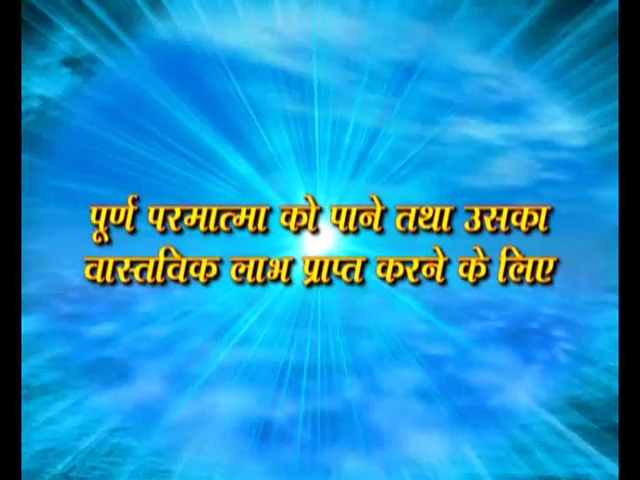 पूर्ण परमात्मा को पाने तथा उसका
वास्तविक लाभ प्राप्त करने के लिए